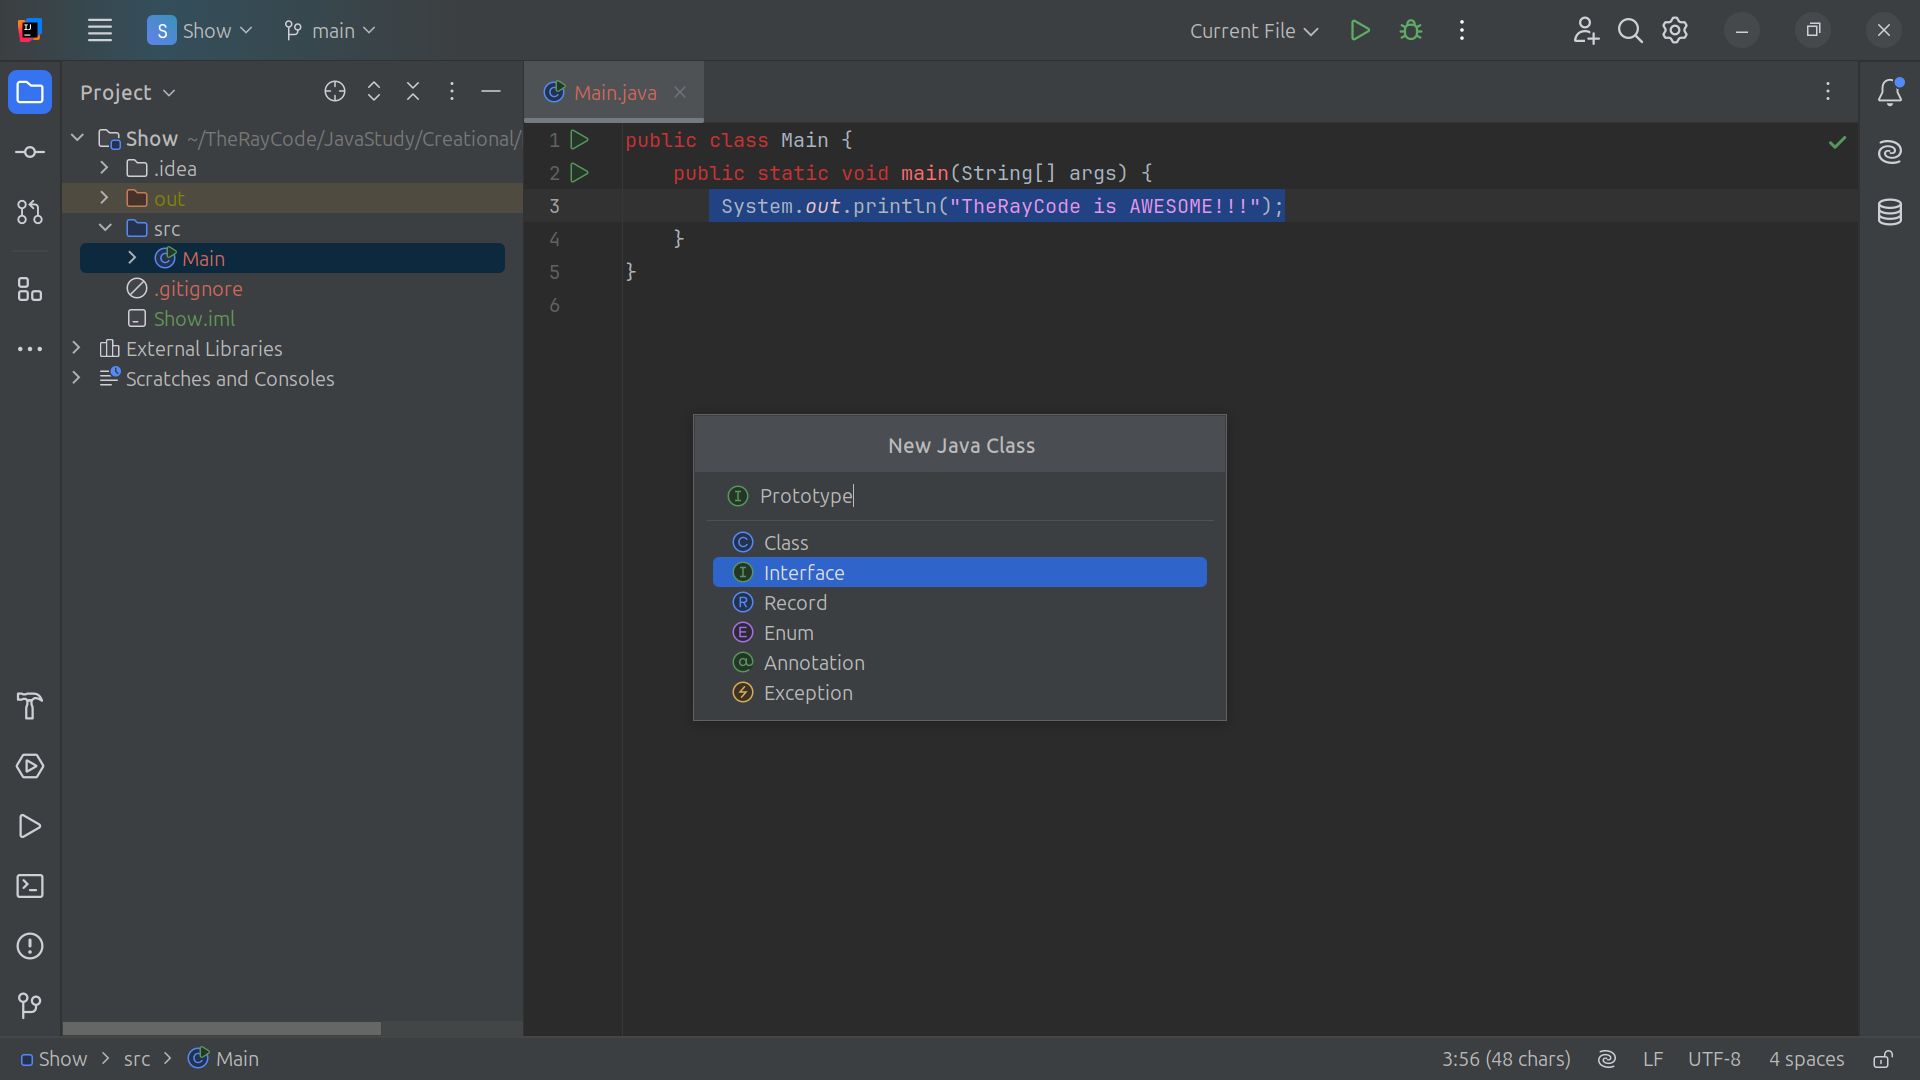 S Show main Current File
Project
Main.java
Show ~/TheRayCode/JavaStudy/Creational/
.idea
out
src
Main
.gitignore
Show.iml
External Libraries
Scratches and Consoles
1 public class Main {
2 public static void main(String[] args) {
3 System.out.println("TheRayCode is AWESOME!!!");
4 }
5 }
6
New Java Class
I Prototype
C Class
I Interface
R Record
E Enum
@ Annotation
Exception
Show src Main 3:56 (48 chars) LF UTF-8 4 spaces